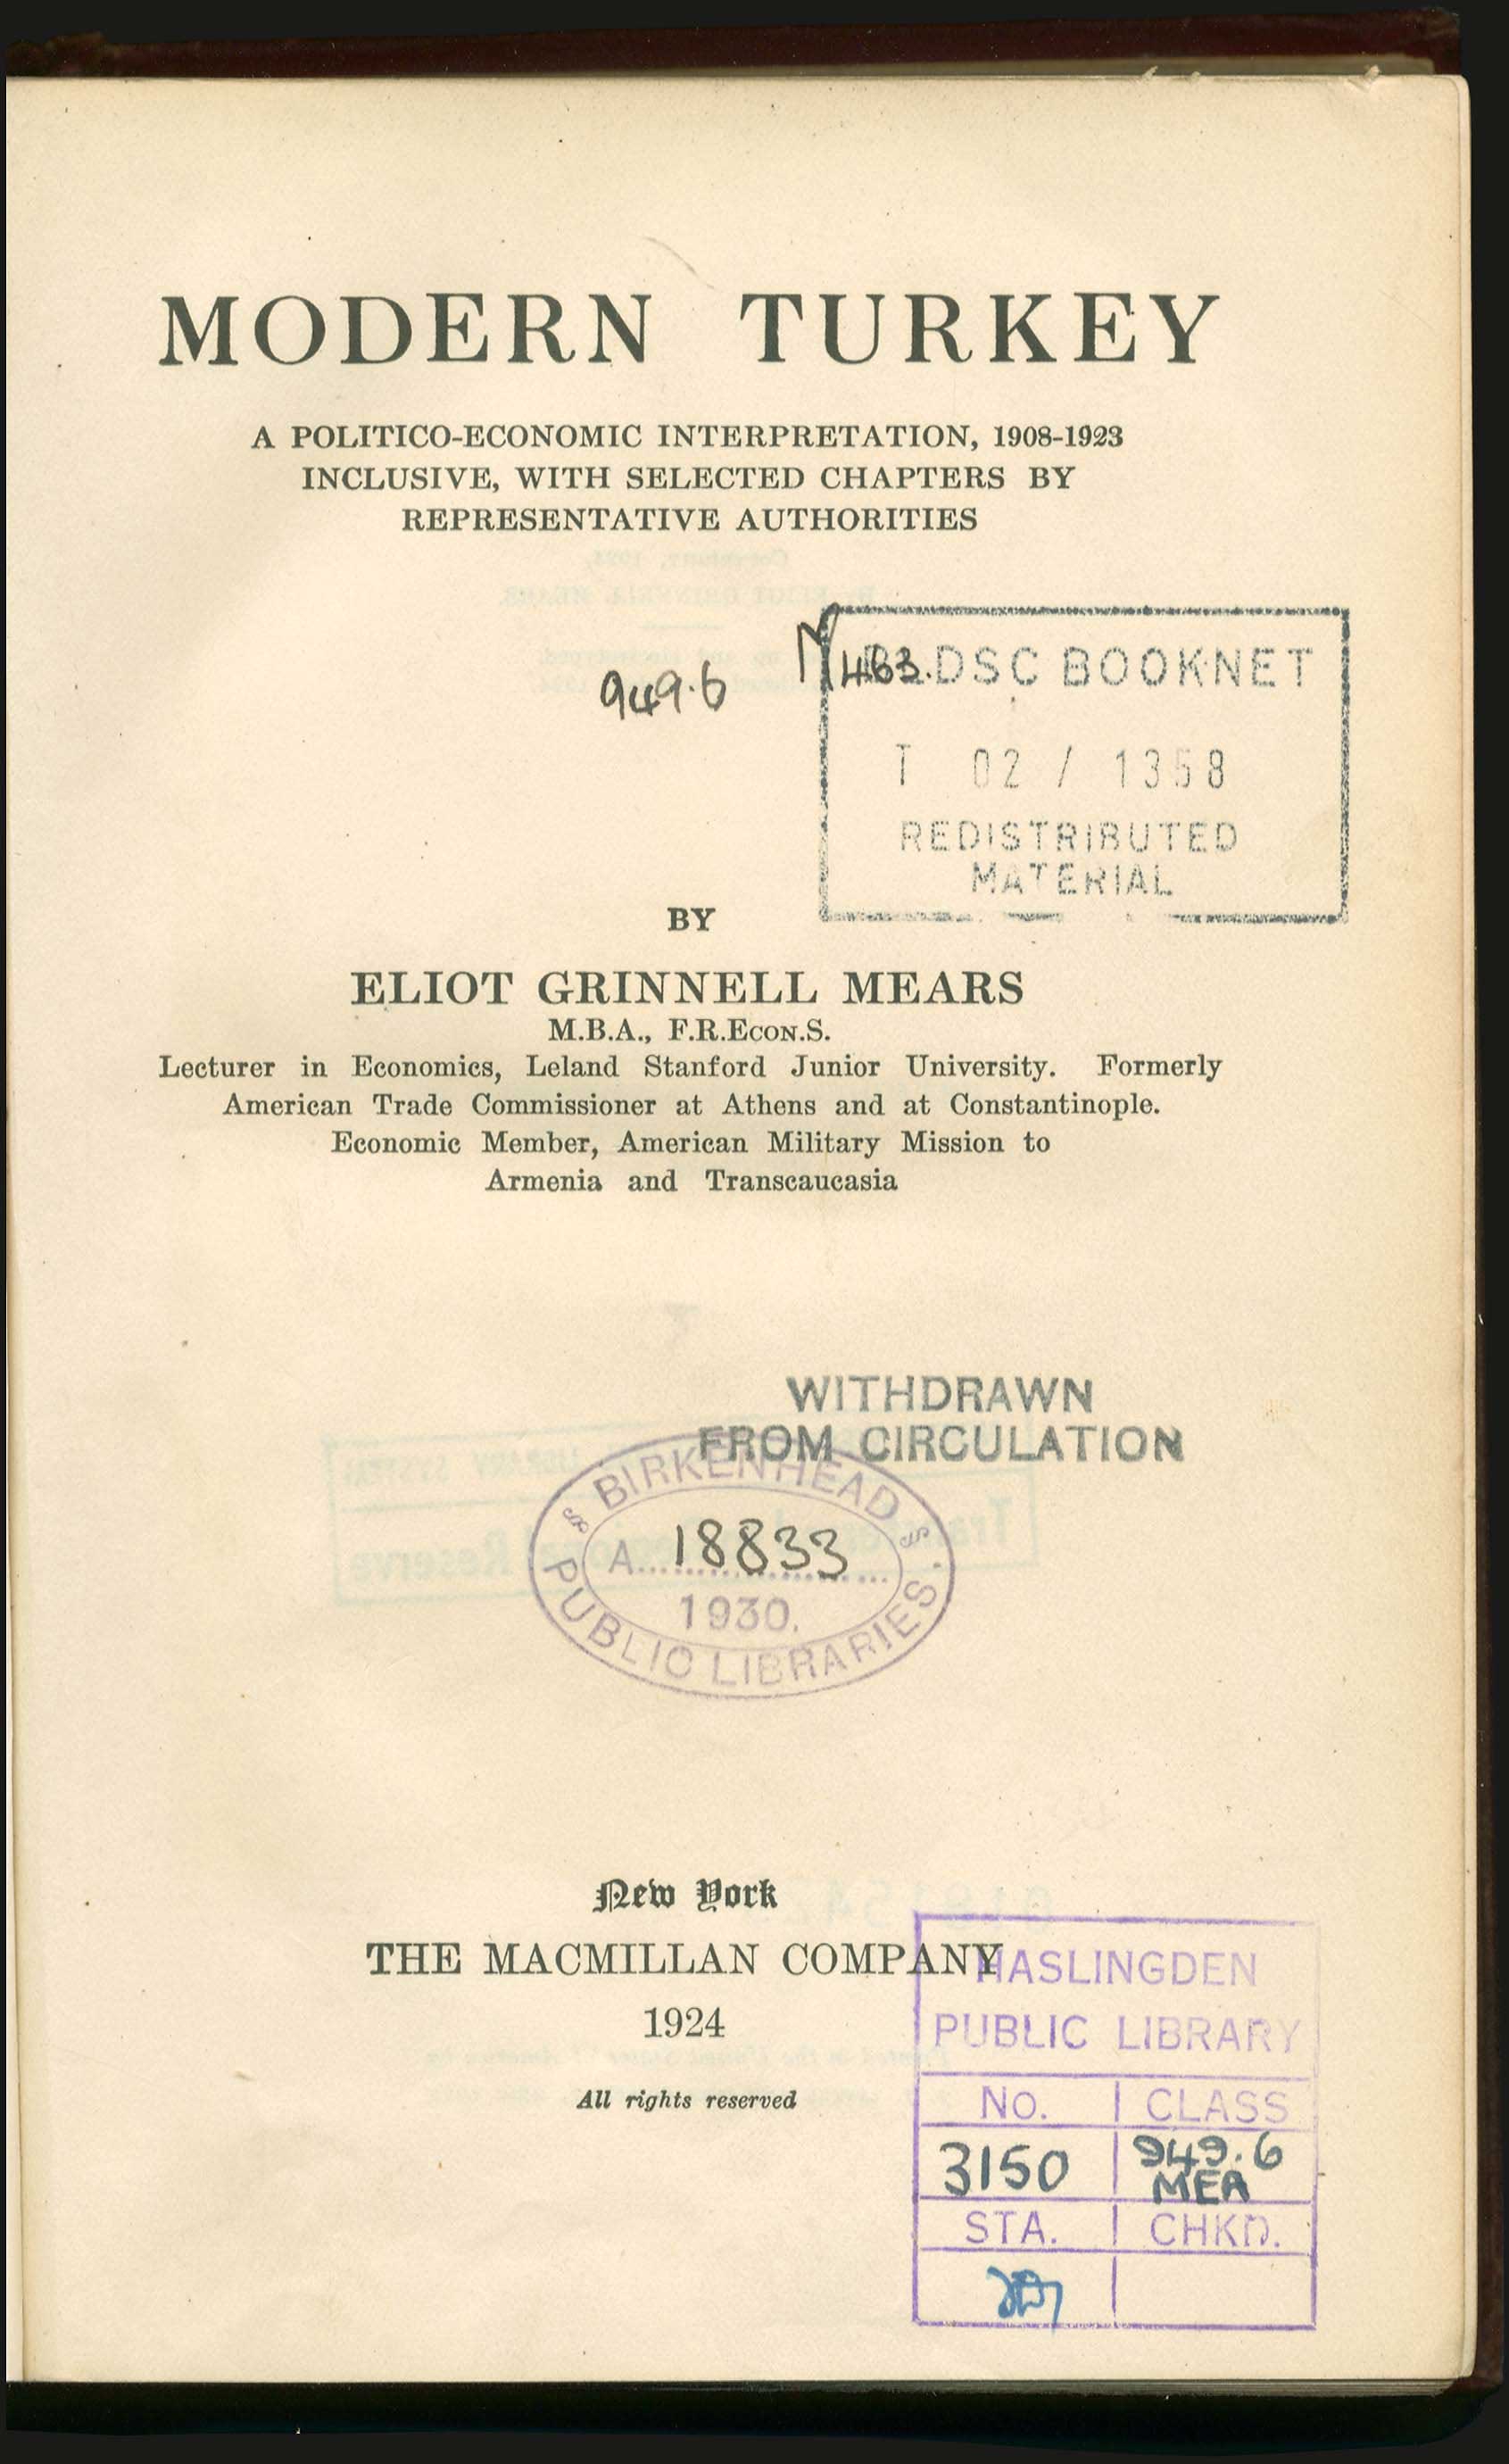 MODERN TURKEY
A POLITICO-ECONOMIC INTERPRETATION, 1908-1923
INCLUSIVE, WITH SELECTED CHAPTERS BY
REPRESENTATIVE AUTHORITIES
949.6
463.
DSC BOOKNET
T 02 / 1358
REDISTRIBUTED
MATERIAL
BY
ELIOT GRINNELL MEARS
M.B.A., F.R.ECON.S.
Lecturer in Economics, Leland Stanford Junior University. Formerly
American Trade Commissioner at Athens and at Constantinople.
Economic Member, American Military Mission to
Armenia and Transcaucasia
WITHDRAWN
FROM CIRCULATION
BIRKENHEAD
A... 18833
1930.
PUBLIC LIBRARIES
New York
THE MACMILLAN COMPANY
1924
All rights reserved
HASLINGDEN
PUBLIC LIBRARY
NO. CLASS
3150 949.6
MEA
STA. CHKD.